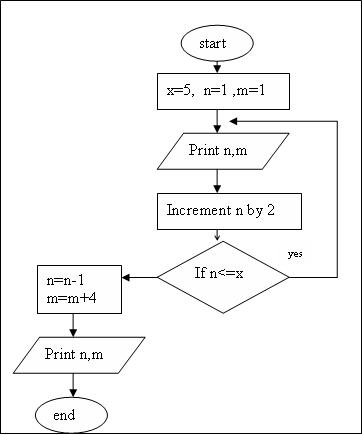 start
x=5, n=1 ,m=1
Print n,m
Increment n by 2
yes
If n<=x
n=n-1
m=m+4
Print n,m
end